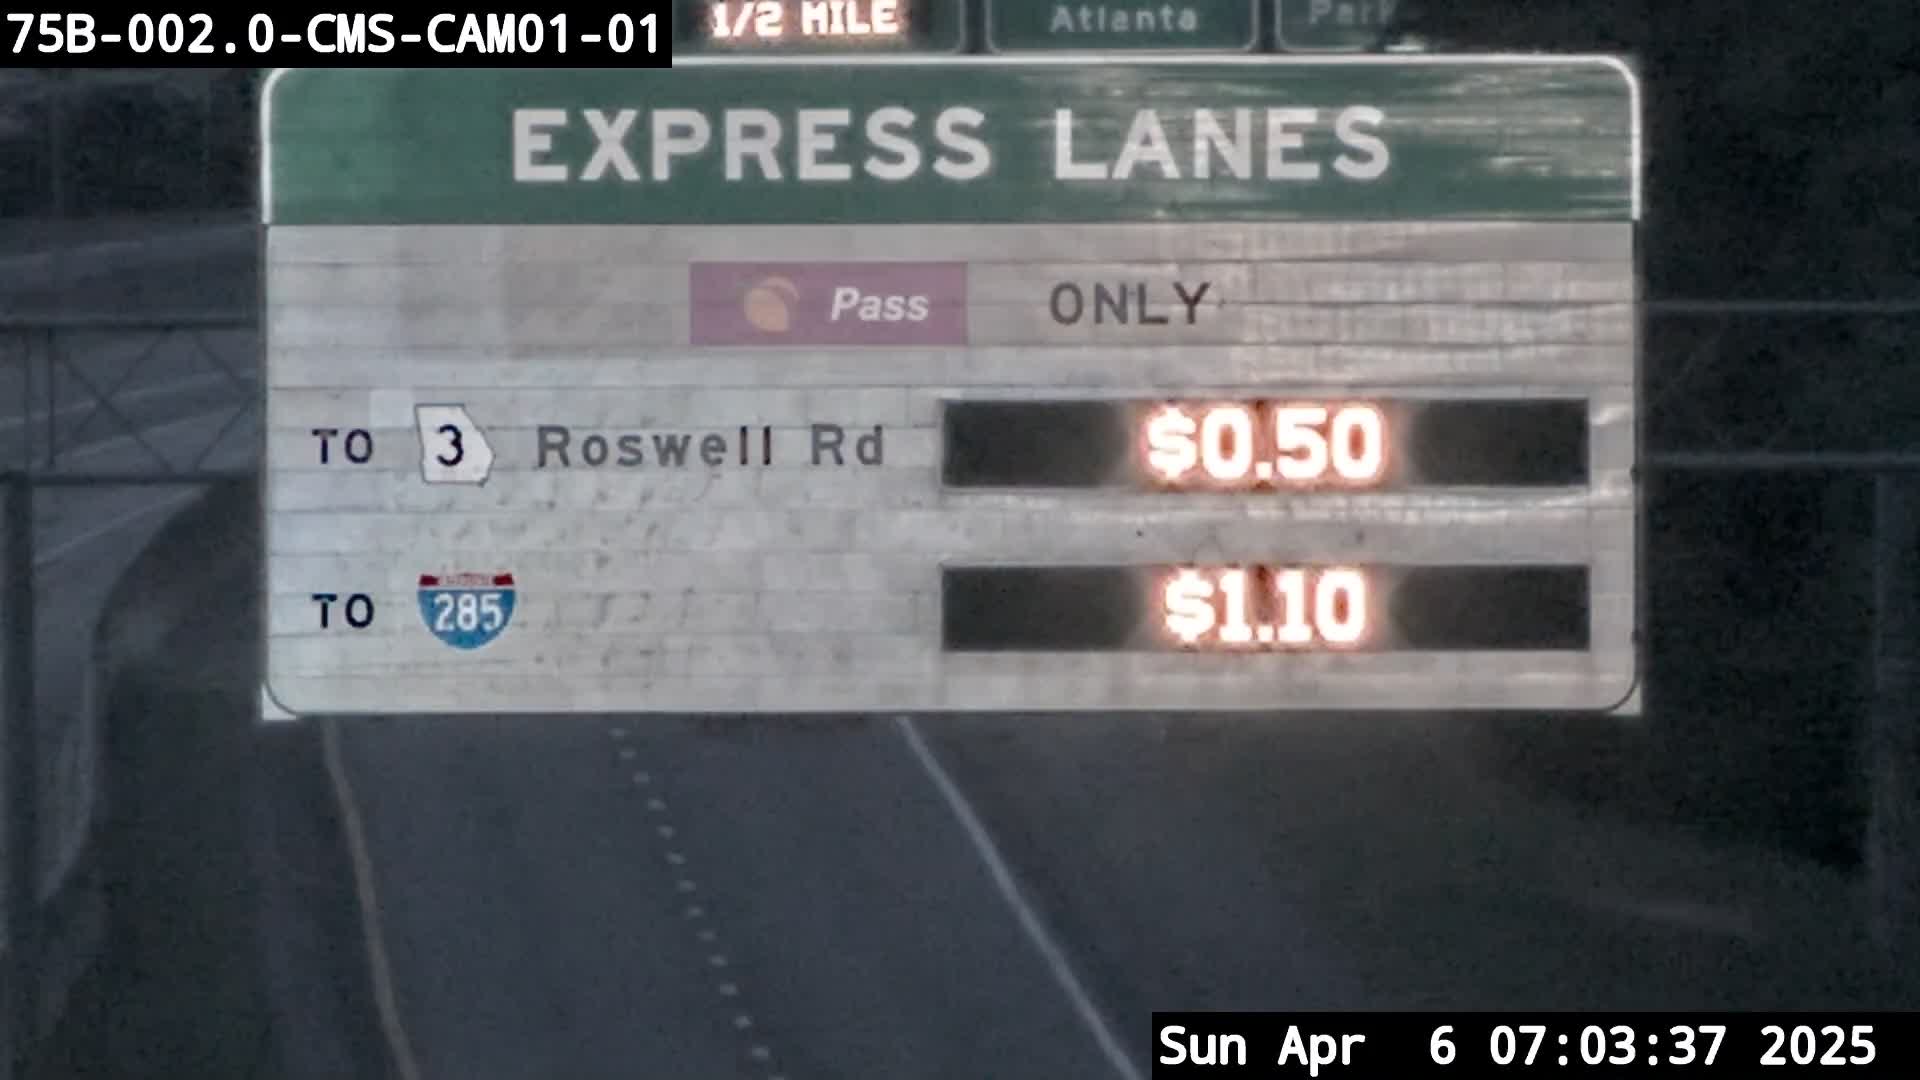 75B-002.0-CMS-CAM01-01
1/2 MILE
Atlanta
EXPRESS LANES
Pass ONLY
TO 3 Roswell Rd $0.50
TO 285 $1.10
Sun Apr 6 07:03:37 2025